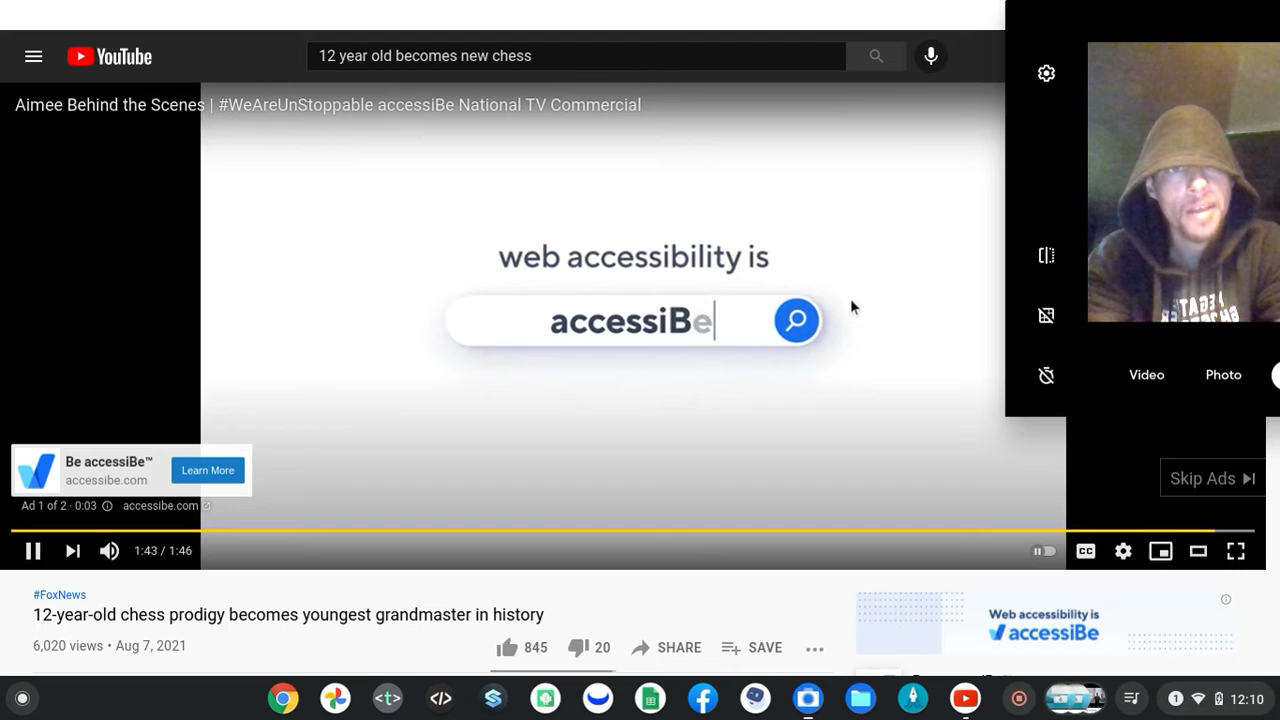 YouTube
12 year old becomes new chess
Aimee Behind the Scenes | #WeAreUnStoppable accessiBe National TV Commercial
web accessibility is
accessiBe
Be accessiBe™
accessibe.com
Learn More
Ad 1 of 2 · 0:03
accessibe.com
Skip Ads
1:43 / 1:46
CC
Video
Photo
#FoxNews
12-year-old chess prodigy becomes youngest grandmaster in history
6,020 views • Aug 7, 2021
845
20
SHARE
SAVE
Web accessibility is
accessiBe
<t>
</>
1
12:10